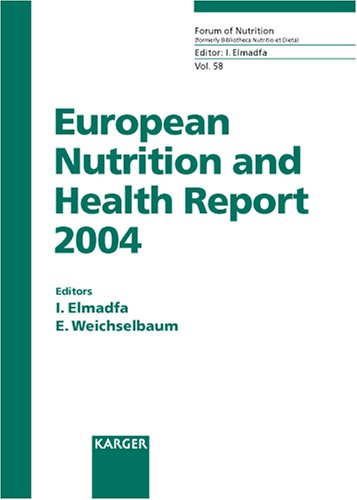 Forum of Nutrition
(formerly Bibliotheca Nutritio et Dieta)
Editor: I. Elmadfa
Vol. 58
European
Nutrition and
Health Report
2004
Editors
I. Elmadfa
E. Weichselbaum
KARGER